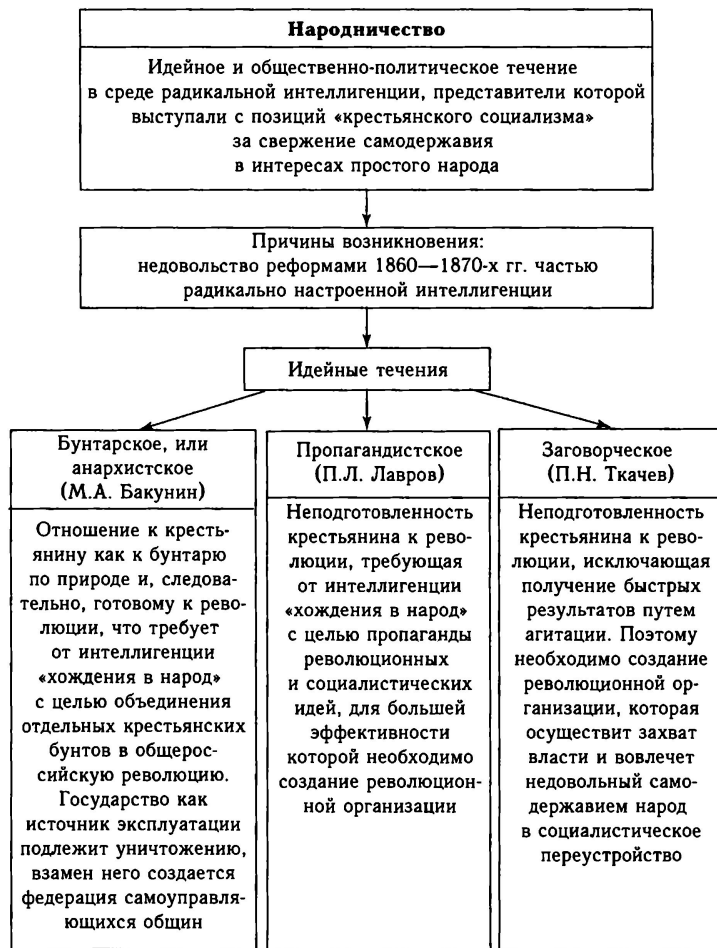 Народничество
Идейное и общественно-политическое течение
в среде радикальной интеллигенции, представители которой
выступали с позиций «крестьянского социализма»
за свержение самодержавия
в интересах простого народа
Причины возникновения:
недовольство реформами 1860—1870-х гг. частью
радикально настроенной интеллигенции
Идейные течения
Бунтарское, или
анархистское
(М.А. Бакунин)
Отношение к кресть-
янину как к бунтарю
по природе и, следова-
тельно, готовому к рево-
люции, что требует
от интеллигенции
«хождения в народ»
с целью объединения
отдельных крестьянских
бунтов в общерос-
сийскую революцию.
Государство как
источник эксплуатации
подлежит уничтожению,
взамен него создается
федерация самоуправля-
ющихся общин
Пропагандистское
(П.Л. Лавров)
Неподготовленность
крестьянина к рево-
люции, требующая
от интеллигенции
«хождения в народ»
с целью пропаганды
революционных
и социалистических
идей, для большей
эффективности
которой необходимо
создание революцион-
ной организации
Заговорческое
(П.Н. Ткачев)
Неподготовленность
крестьянина к рево-
люции, исключающая
получение быстрых
результатов путем
агитации. Поэтому
необходимо создание
революционной ор-
ганизации, которая
осуществит захват
власти и вовлечет
недовольный само-
державием народ
в социалистическое
переустройство